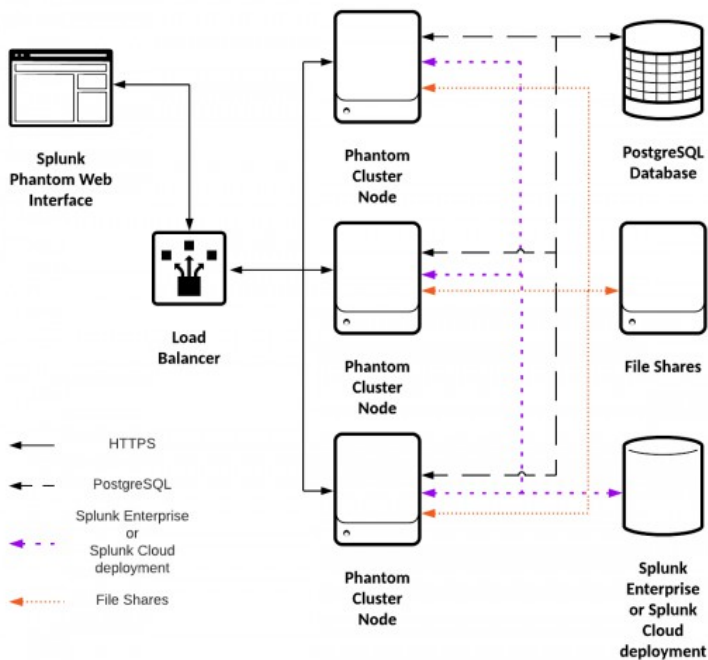 Splunk
Phantom Web
Interface
Load
Balancer
Phantom
Cluster
Node
Phantom
Cluster
Node
Phantom
Cluster
Node
PostgreSQL
Database
File Shares
Splunk
Enterprise
or Splunk
Cloud
deployment
HTTPS
PostgreSQL
Splunk Enterprise
or
Splunk Cloud
deployment
File Shares